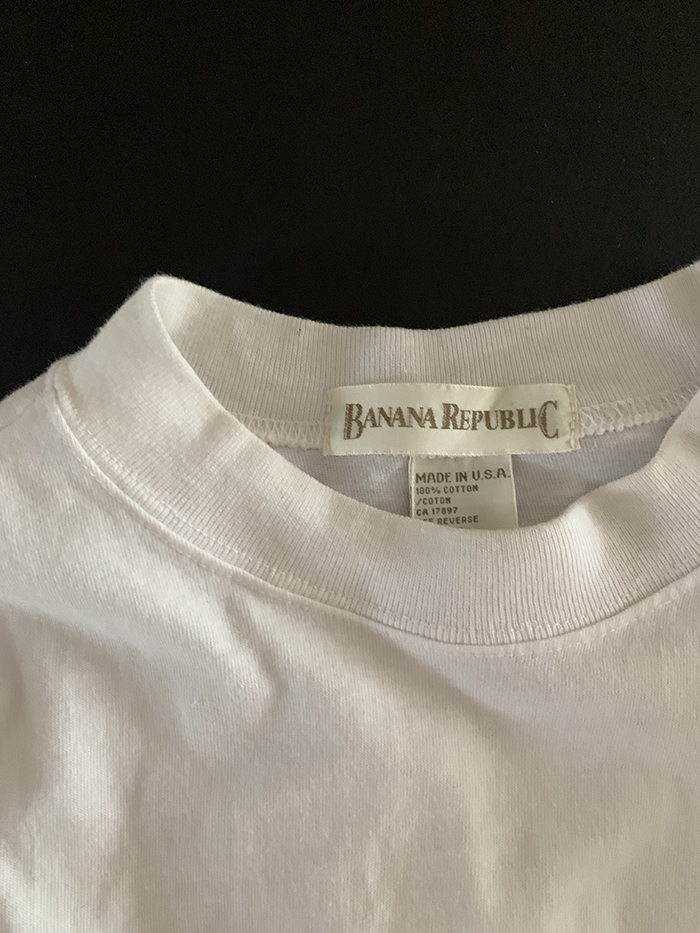 BANANA REPUBLIC
MADE IN U.S.A.
100% COTTON
/COTON
CA 17897
REVERSE